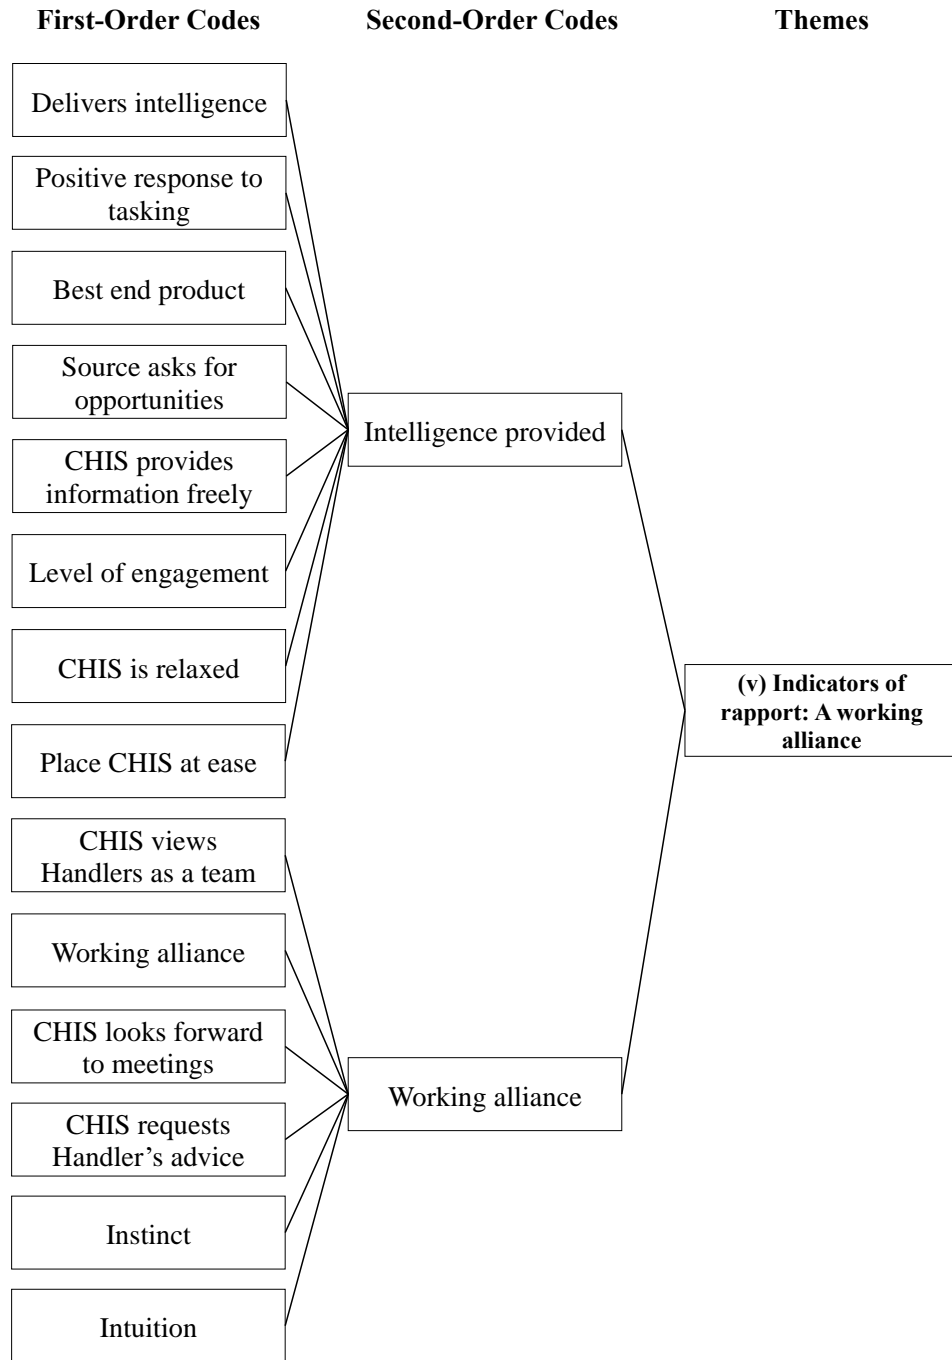 First-Order Codes
Second-Order Codes
Themes
Delivers intelligence
Positive response to
tasking
Best end product
Source asks for
opportunities
CHIS provides
information freely
Level of engagement
CHIS is relaxed
Place CHIS at ease
CHIS views
Handlers as a team
Working alliance
CHIS looks forward
to meetings
CHIS requests
Handler’s advice
Instinct
Intuition
Intelligence provided
Working alliance
(v) Indicators of
rapport: A working
alliance